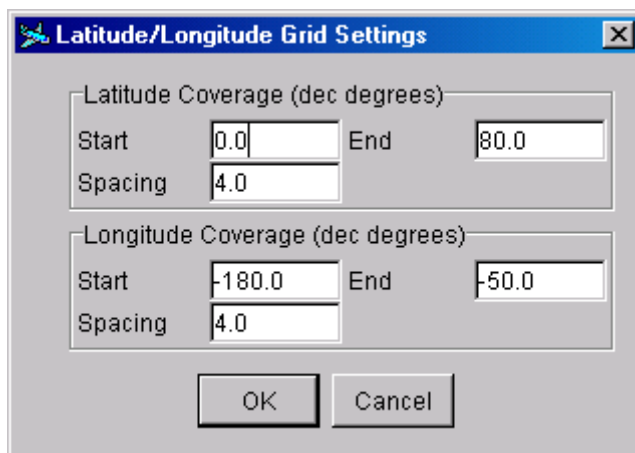 Latitude/Longitude Grid Settings
Latitude Coverage (dec degrees)
Start 0.0 End 80.0
Spacing 4.0
Longitude Coverage (dec degrees)
Start -180.0 End -50.0
Spacing 4.0
OK Cancel